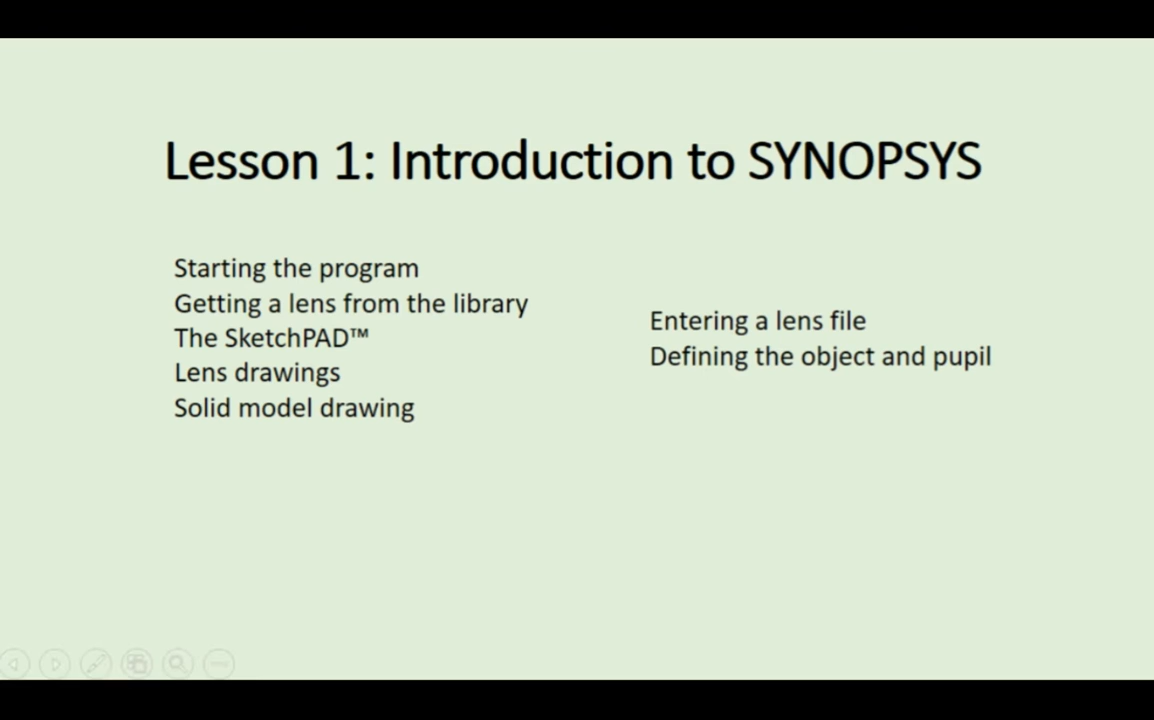 Lesson 1: Introduction to SYNOPSYS
Starting the program
Getting a lens from the library
The SketchPAD™
Lens drawings
Solid model drawing
Entering a lens file
Defining the object and pupil